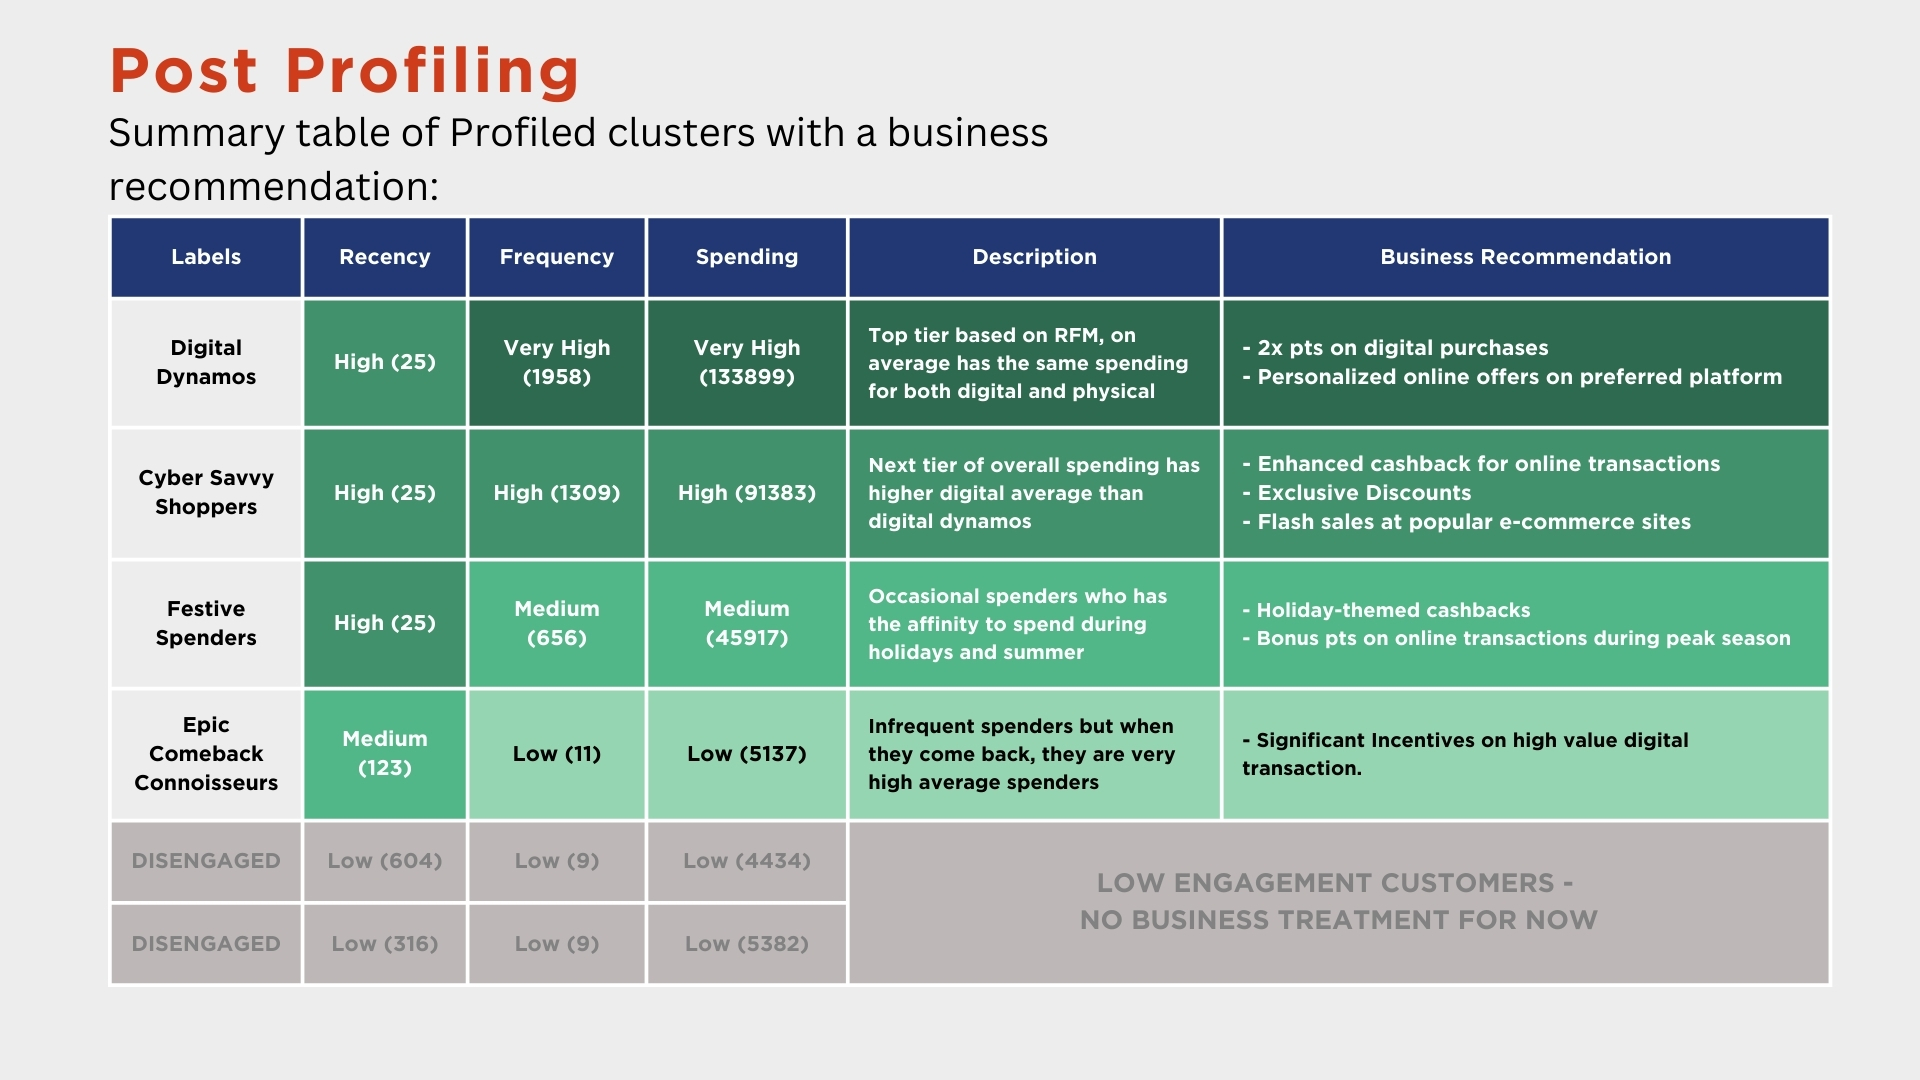 Post Profiling
Summary table of Profiled clusters with a business
recommendation:
Labels
Recency
Frequency
Spending
Description
Business Recommendation
Digital
Dynamos
High (25)
Very High
(1958)
Very High
(133899)
Top tier based on RFM, on
average has the same spending
for both digital and physical
- 2x pts on digital purchases
- Personalized online offers on preferred platform
Cyber Savvy
Shoppers
High (25)
High (1309)
High (91383)
Next tier of overall spending has
higher digital average than
digital dynamos
- Enhanced cashback for online transactions
- Exclusive Discounts
- Flash sales at popular e-commerce sites
Festive
Spenders
High (25)
Medium
(656)
Medium
(45917)
Occasional spenders who has
the affinity to spend during
holidays and summer
- Holiday-themed cashbacks
- Bonus pts on online transactions during peak season
Epic
Comeback
Connoisseurs
Medium
(123)
Low (11)
Low (5137)
Infrequent spenders but when
they come back, they are very
high average spenders
- Significant Incentives on high value digital
transaction.
DISENGAGED
Low (604)
Low (9)
Low (4434)
LOW ENGAGEMENT CUSTOMERS -
NO BUSINESS TREATMENT FOR NOW
DISENGAGED
Low (316)
Low (9)
Low (5382)